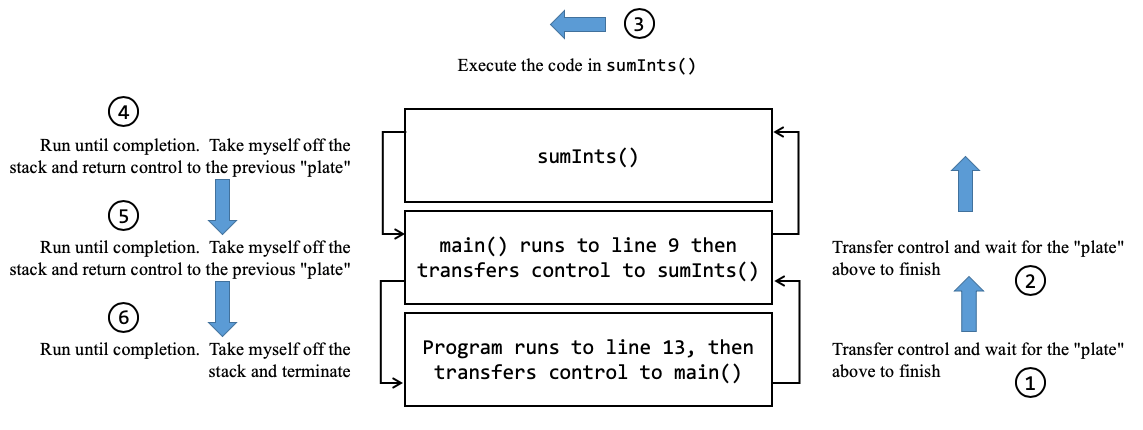 3
Execute the code in sumInts()
4
Run until completion. Take myself off the
stack and return control to the previous "plate"
sumInts()
5
Run until completion. Take myself off the
stack and return control to the previous "plate"
main() runs to line 9 then
transfers control to sumInts()
Transfer control and wait for the "plate"
above to finish
2
6
Run until completion. Take myself off the
stack and terminate
Program runs to line 13, then
transfers control to main()
Transfer control and wait for the "plate"
above to finish
1